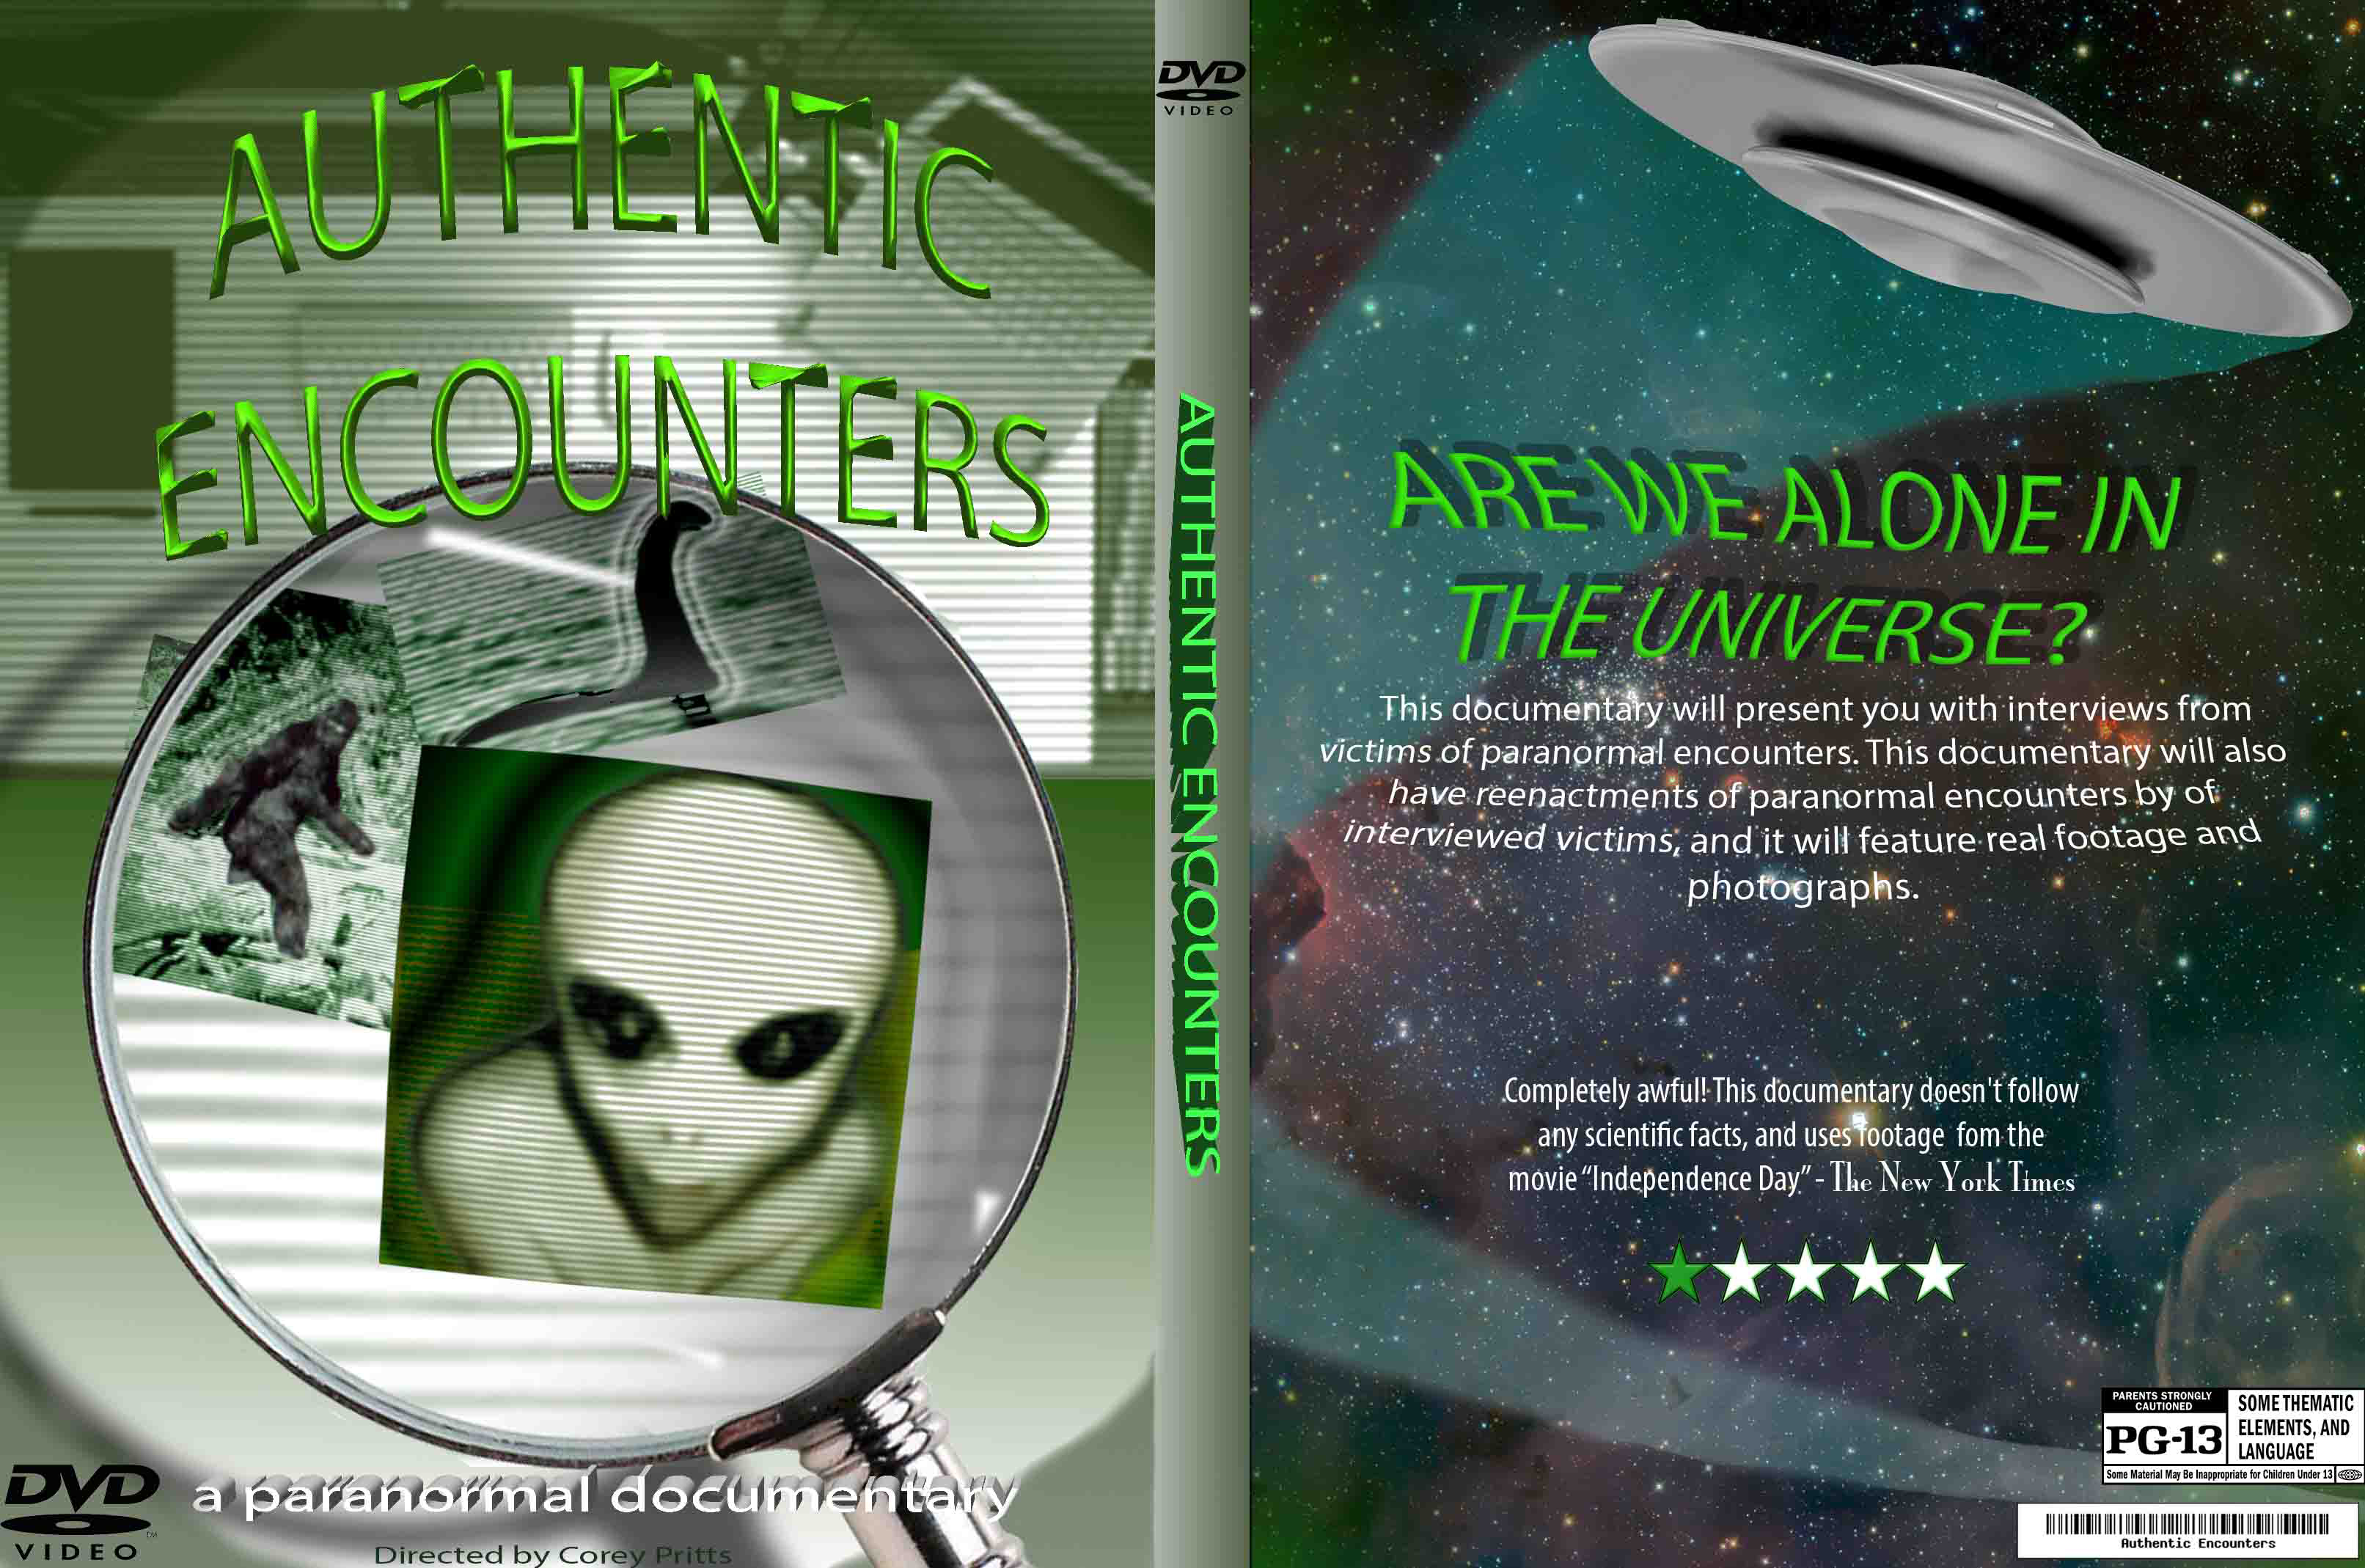 AUTHENTIC
ENCOUNTERS
DVD
VIDEO
TM
a paranormal documentary
Directed by Corey Pritts
DVD
VIDEO
AUTHENTIC ENCOUNTERS
ARE WE ALONE IN
THE UNIVERSE?
This documentary will present you with interviews from
victims of paranormal encounters. This documentary will also
have reenactments of paranormal encounters by of
interviewed victims, and it will feature real footage and
photographs.
Completely awful! This documentary doesn't follow
any scientific facts, and uses footage fom the
movie “Independence Day” - The New York Times
PARENTS STRONGLY
CAUTIONED
PG-13
SOME THEMATIC
ELEMENTS, AND
LANGUAGE
Some Material May Be Inappropriate for Children Under 13
Authentic Encounters